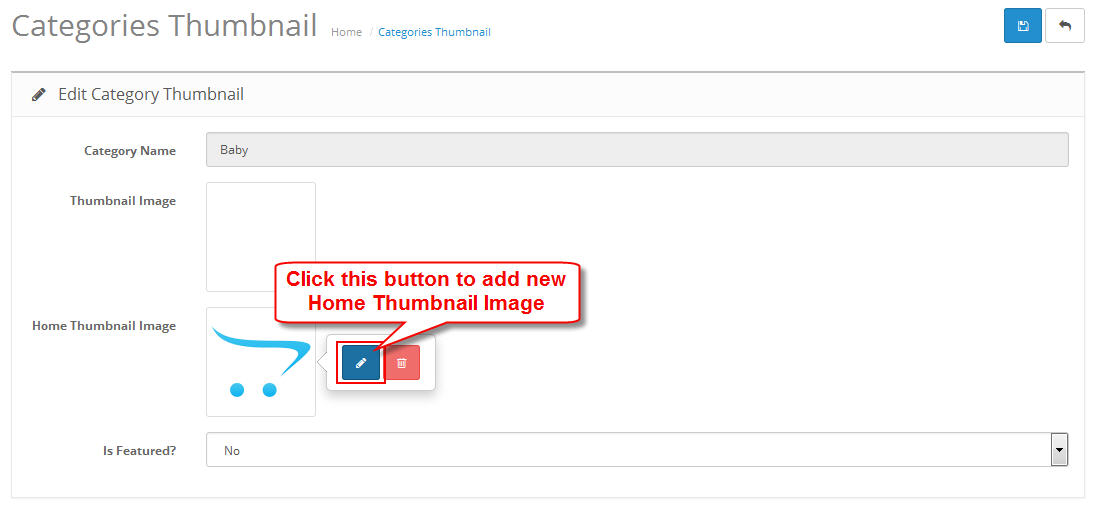 Categories Thumbnail Home / Categories Thumbnail
Edit Category Thumbnail
Category Name Baby
Thumbnail Image
Click this button to add new
Home Thumbnail Image
Home Thumbnail Image
Is Featured? No